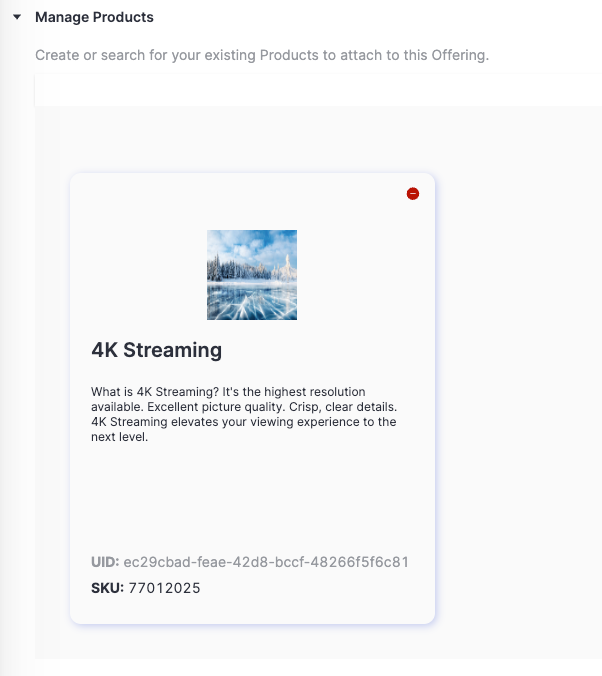 Manage Products
Create or search for your existing Products to attach to this Offering.
4K Streaming
What is 4K Streaming? It's the highest resolution
available. Excellent picture quality. Crisp, clear details.
4K Streaming elevates your viewing experience to the
next level.
UID: ec29cbad-feae-42d8-bccf-48266f5f6c81
SKU: 77012025